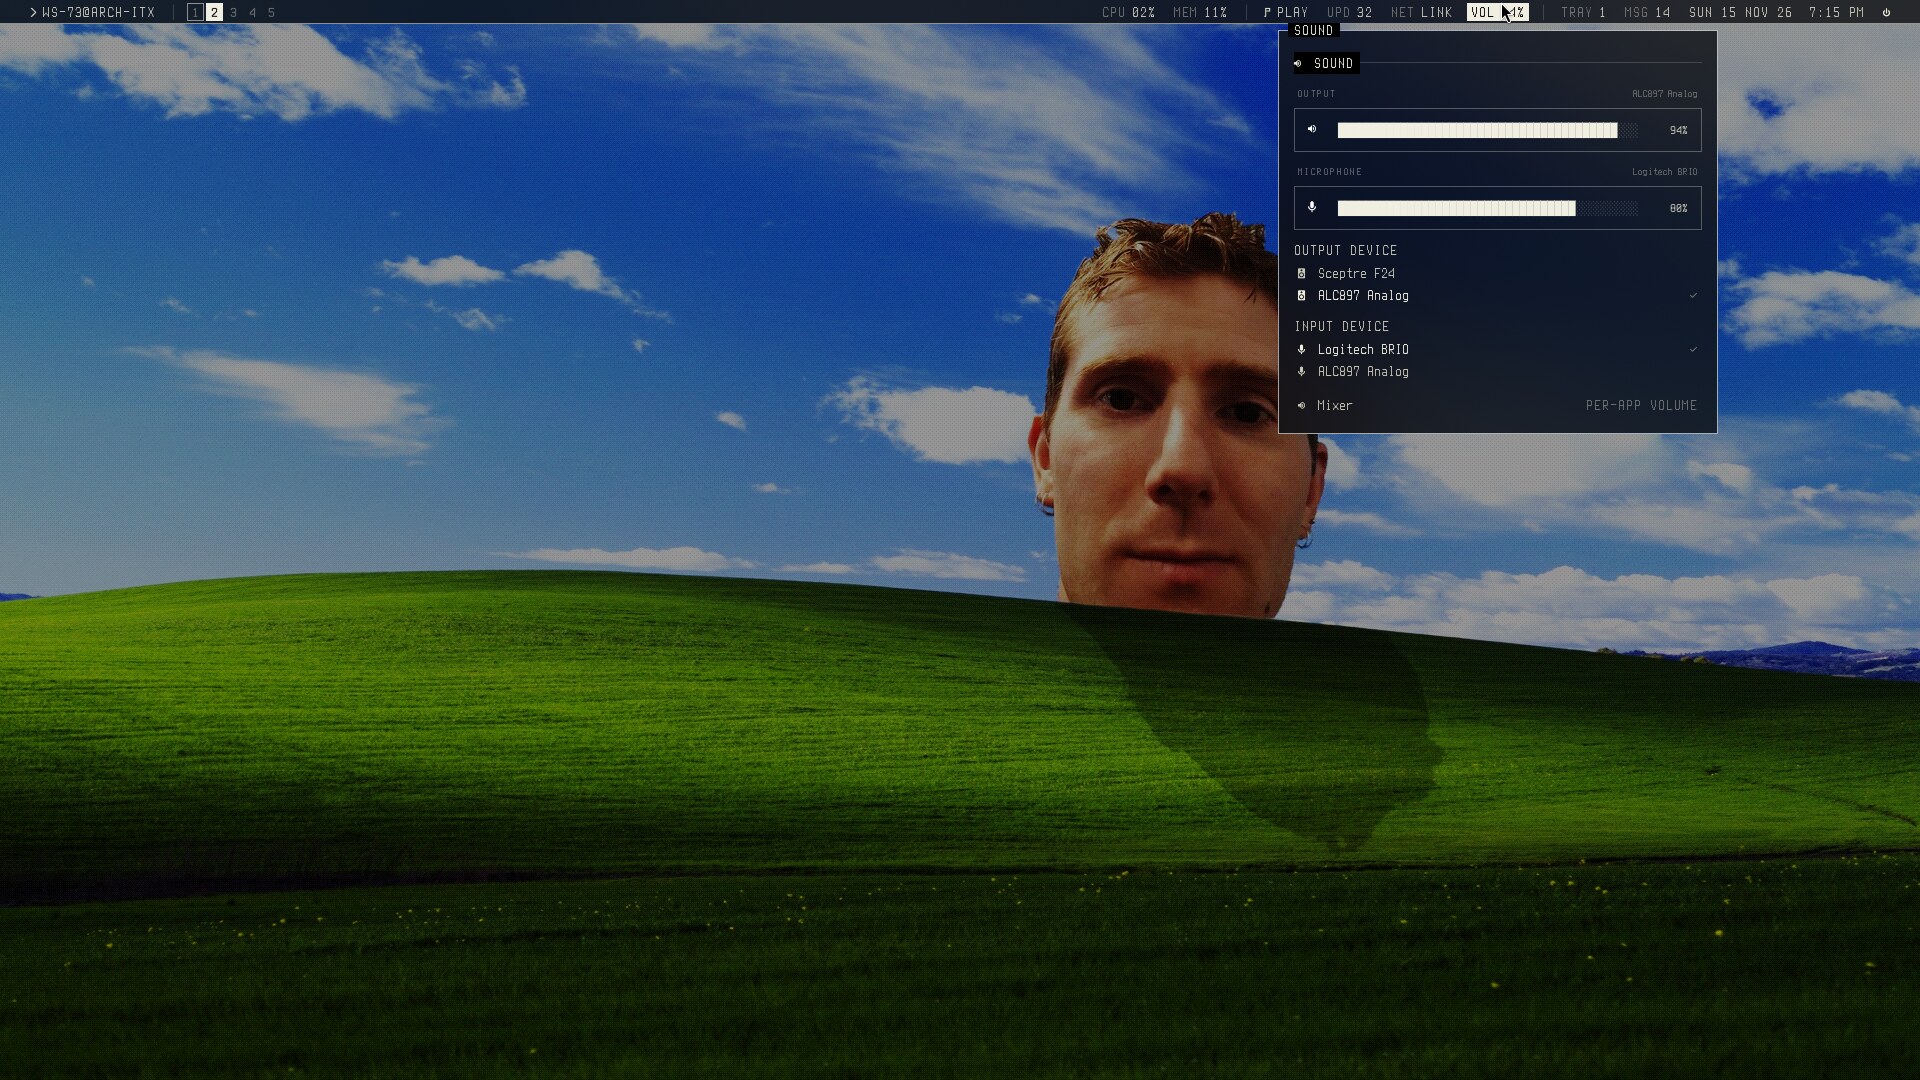 WS-73@ARCH-ITX 1 2 3 4 5 CPU 02% MEM 11% PLAY UPD 32 NET LINK VOL TRAY 1 MSG 14 SUN 15 NOV 26 7:15 PM
SOUND
SOUND
OUTPUT ALC897 Analog
94%
MICROPHONE Logitech BRIO
80%
OUTPUT DEVICE
Sceptre F24
ALC897 Analog
INPUT DEVICE
Logitech BRIO
ALC897 Analog
Mixer PER-APP VOLUME